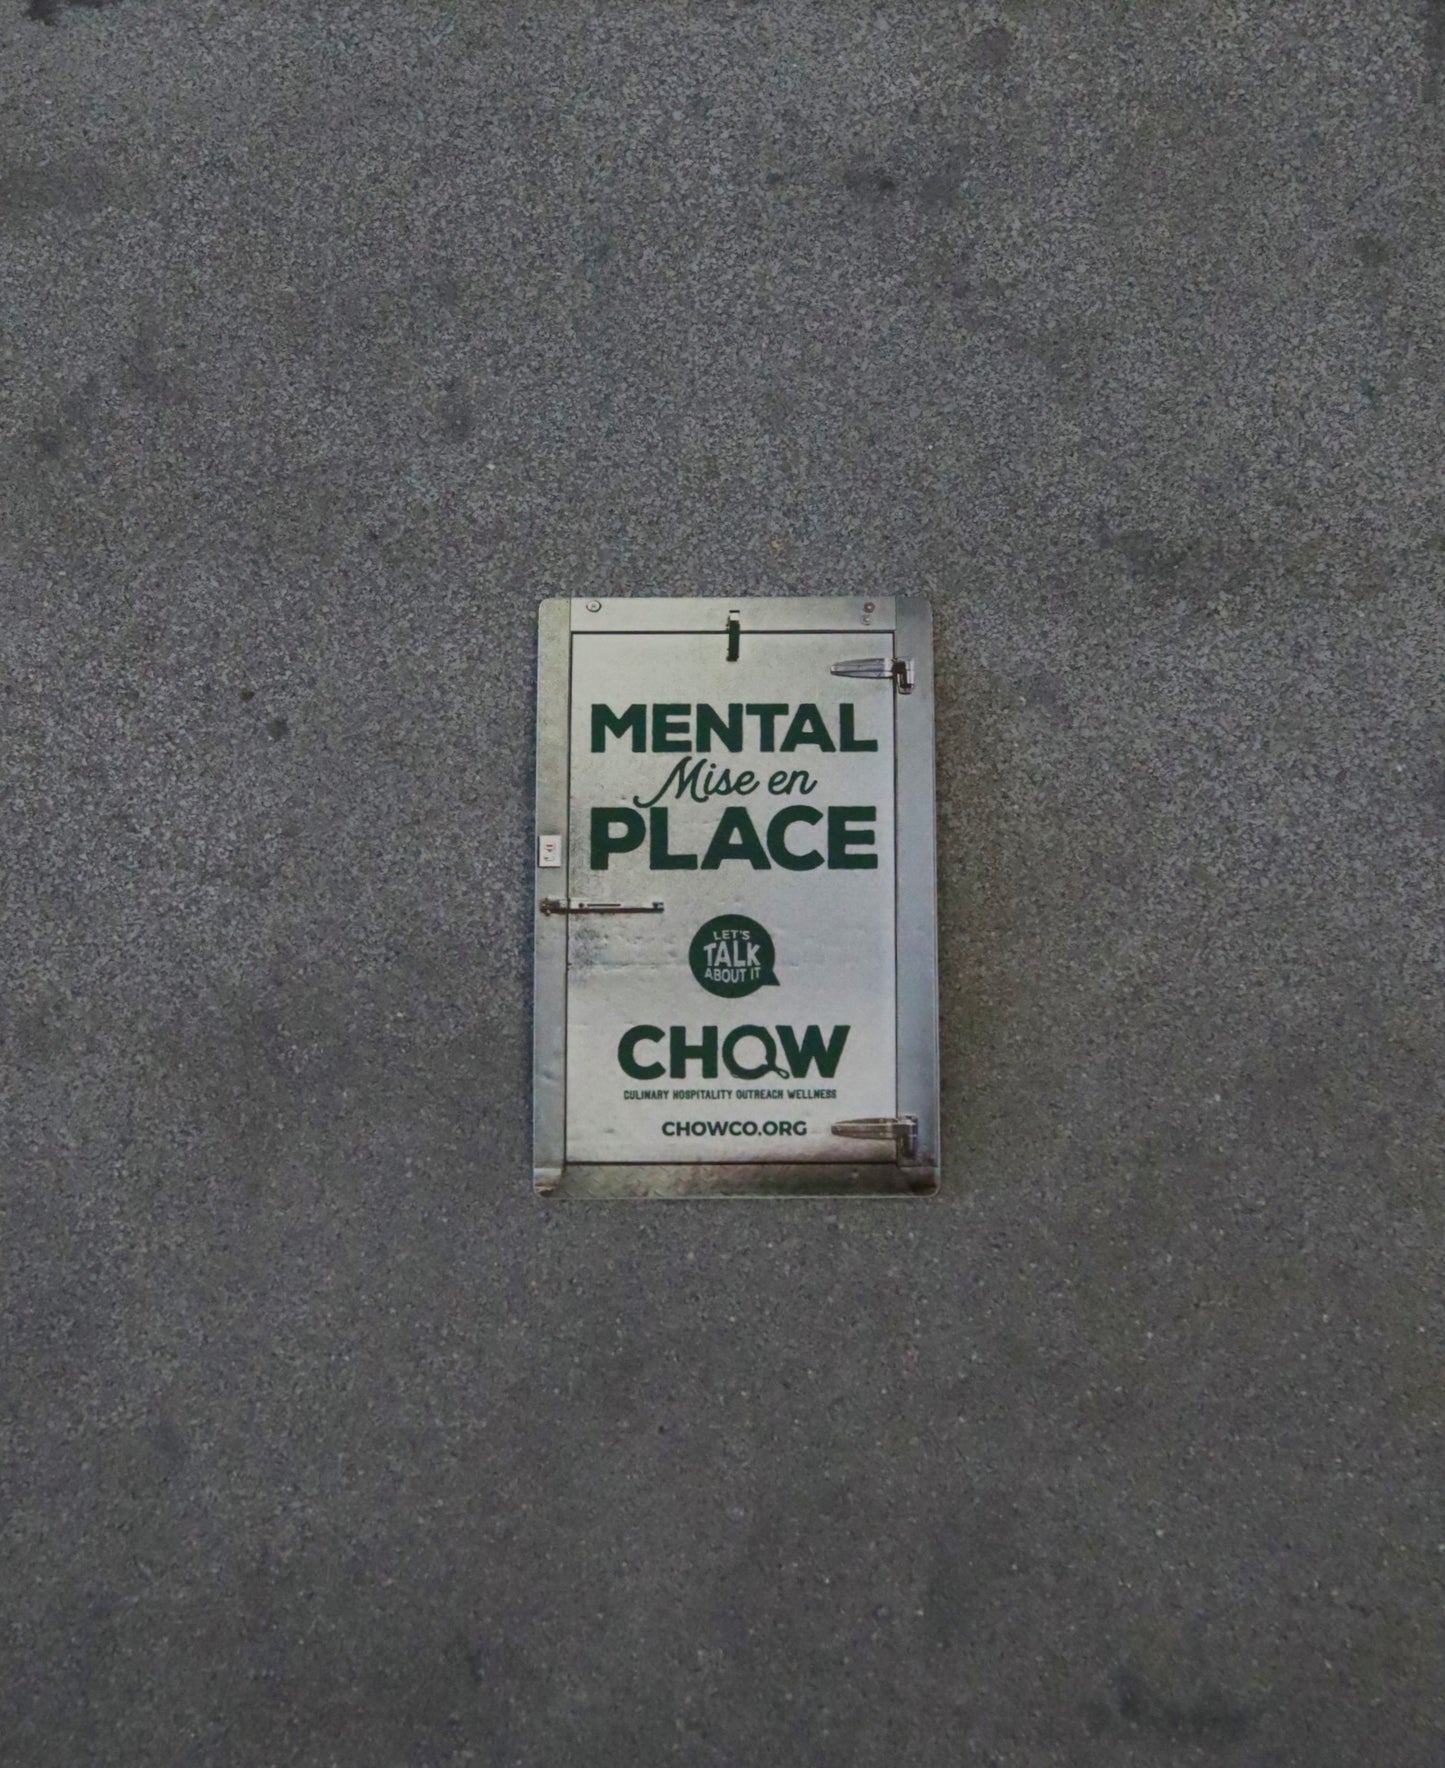 MENTAL
Mise en
PLACE
LET'S
TALK
ABOUT IT
CHOW
CULINARY HOSPITALITY OUTREACH WELLNESS
CHOWCO.ORG